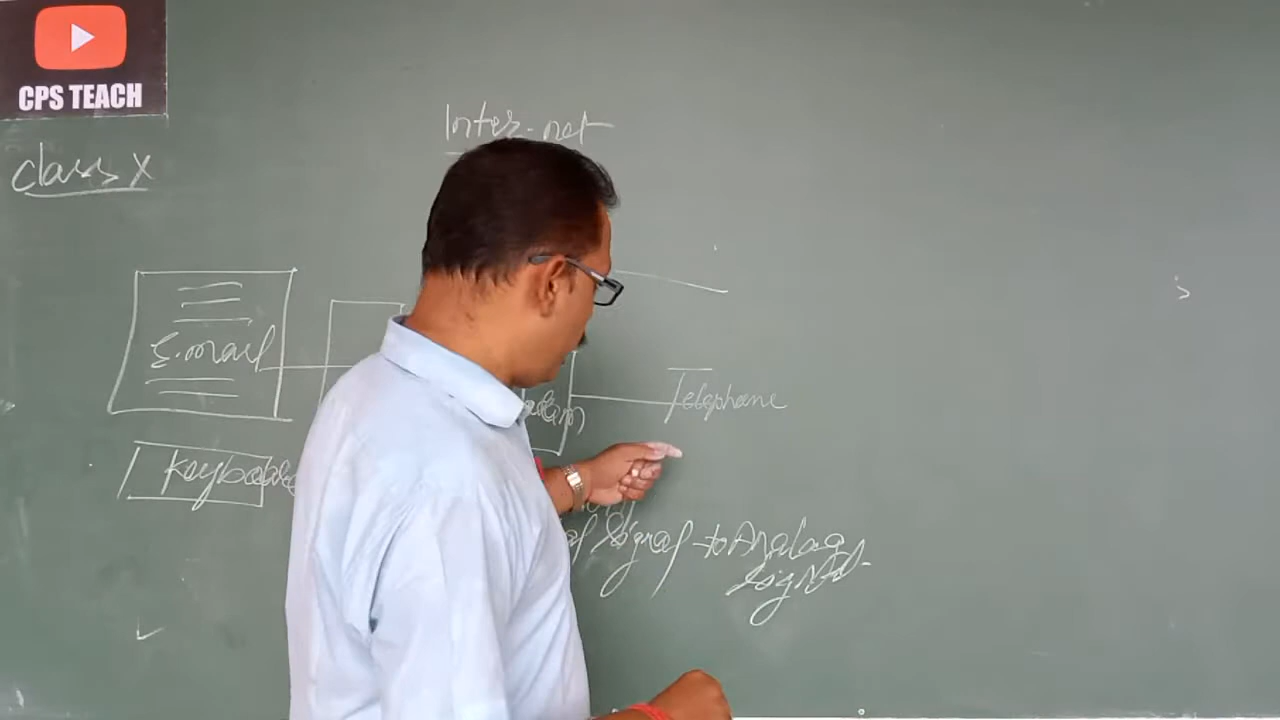 CPS TEACH
class X
Inter-net
E.mail
Telephone
Keyboard
Signal to Analog
Signal